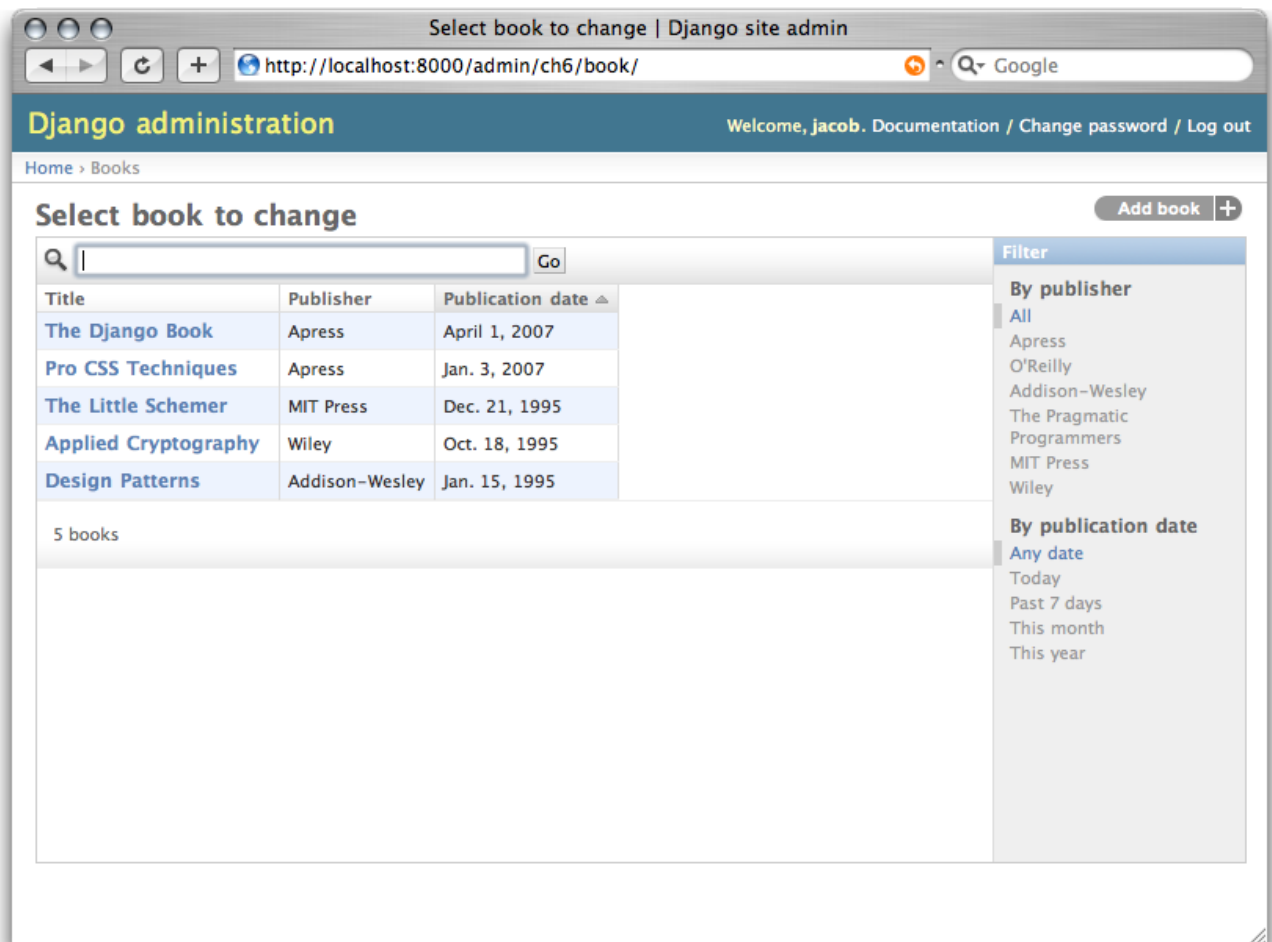 Select book to change | Django site admin
http://localhost:8000/admin/ch6/book/ Google
Django administration Welcome, jacob. Documentation / Change password / Log out
Home › Books
Select book to change Add book +
Go
Title Publisher Publication date
The Django Book Apress April 1, 2007
Pro CSS Techniques Apress Jan. 3, 2007
The Little Schemer MIT Press Dec. 21, 1995
Applied Cryptography Wiley Oct. 18, 1995
Design Patterns Addison-Wesley Jan. 15, 1995
5 books
Filter
By publisher
All
Apress
O'Reilly
Addison-Wesley
The Pragmatic
Programmers
MIT Press
Wiley
By publication date
Any date
Today
Past 7 days
This month
This year